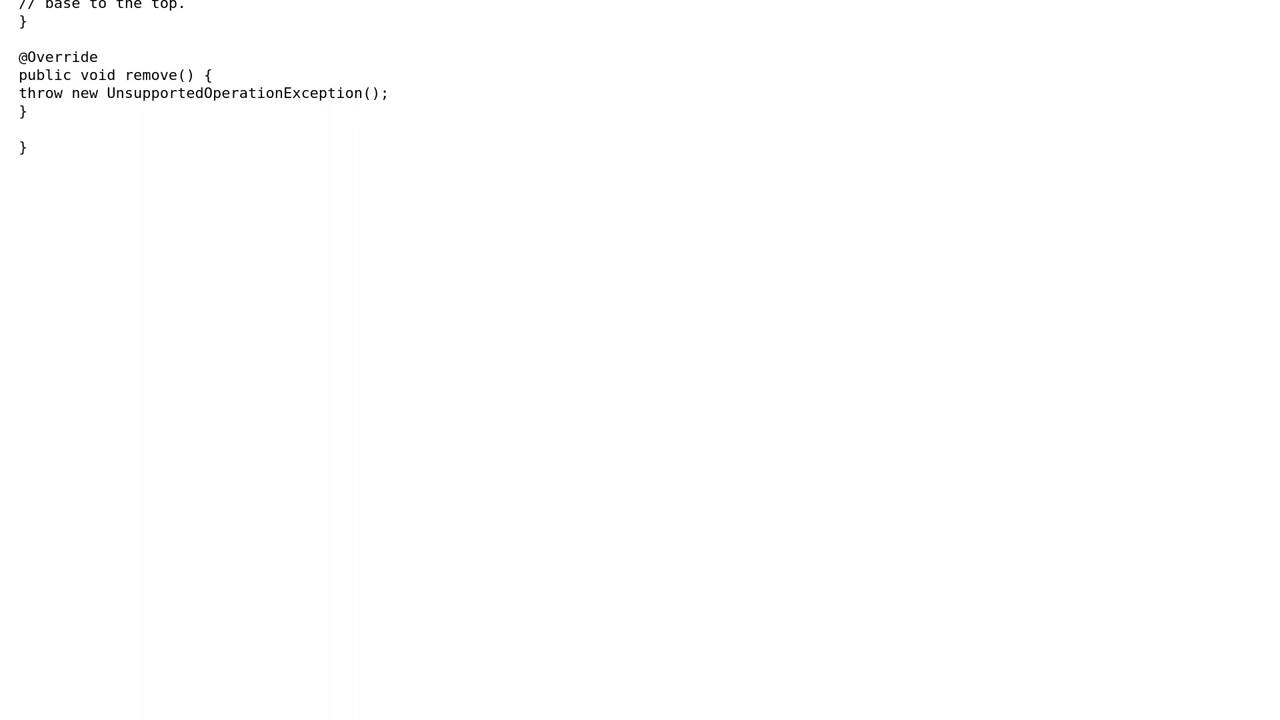 // base to the top.
}
@Override
public void remove() {
throw new UnsupportedOperationException();
}
}